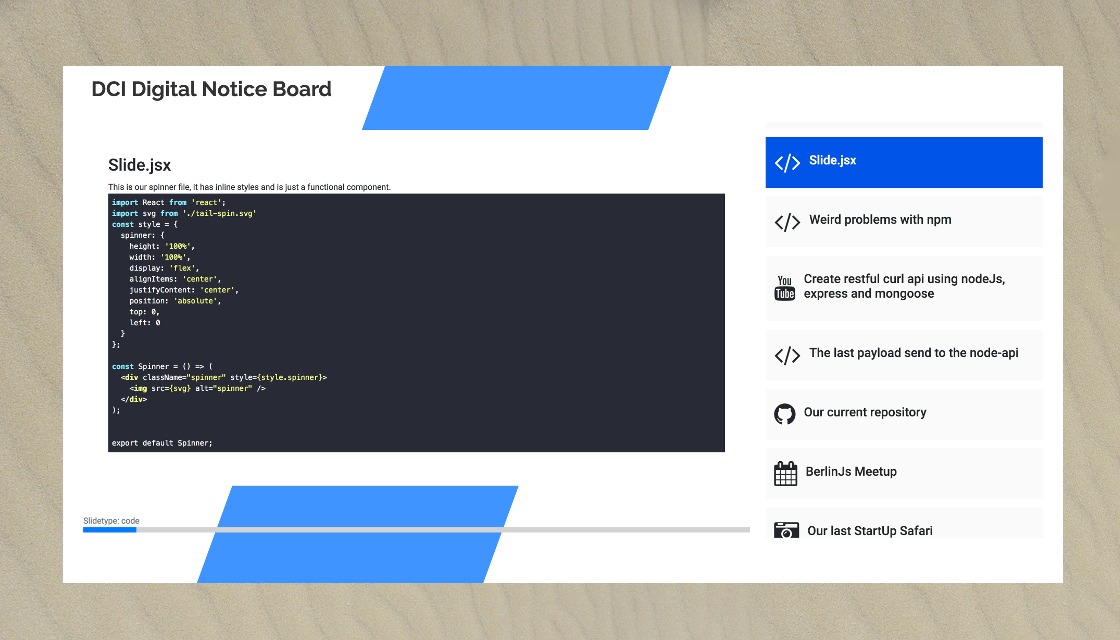 DCI Digital Notice Board
Slide.jsx
This is our spinner file, it has inline styles and is just a functional component.
import React from 'react';
import svg from './tail-spin.svg'
const style = {
  spinner: {
    height: '100%',
    width: '100%',
    display: 'flex',
    alignItems: 'center',
    justifyContent: 'center',
    position: 'absolute',
    top: 0,
    left: 0
  }
};
const Spinner = () => (
  <div className="spinner" style={style.spinner}>
    <img src={svg} alt="spinner" />
  </div>
);
export default Spinner;
Slidetype: code
</> Slide.jsx
</> Weird problems with npm
You
Tube
Create restful curl api using nodeJs,
express and mongoose
</> The last payload send to the node-api
Our current repository
BerlinJs Meetup
Our last StartUp Safari